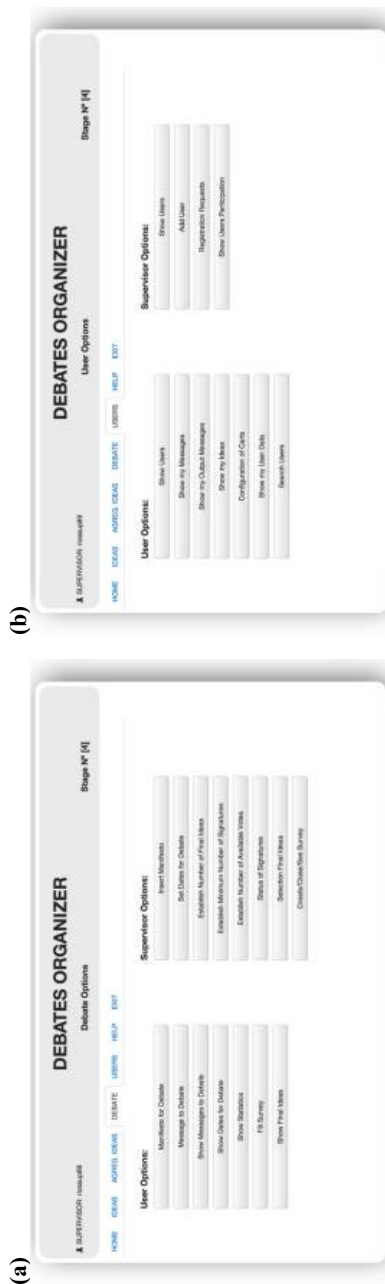 (a)
DEBATES ORGANIZER
SUPERVISOR:
Debate Options
Stage Nº [4]
HOME IDEAS AGREG. IDEAS DEBATE USERS HELP EXIT
User Options:
Manifesto for Debate
Message to Debate
Show Messages to Debate
Show Dates for Debate
Show Statistics
Fill Survey
Show Final Ideas
Supervisor Options:
Insert Manifesto
Set Dates for Debate
Establish Number of Final Ideas
Establish Minimum Number of Signatures
Establish Number of Available Votes
Status of Signatures
Selection Final Ideas
Create/Close/See Survey
(b)
DEBATES ORGANIZER
SUPERVISOR:
User Options
Stage Nº [4]
HOME IDEAS AGREG. IDEAS DEBATE USERS HELP EXIT
User Options:
Show Users
Show my Messages
Show my Output Messages
Show my Ideas
Configuration of
Show my User Data
Search Users
Supervisor Options:
Show Users
Add User
Registration Requests
Show Users Participation